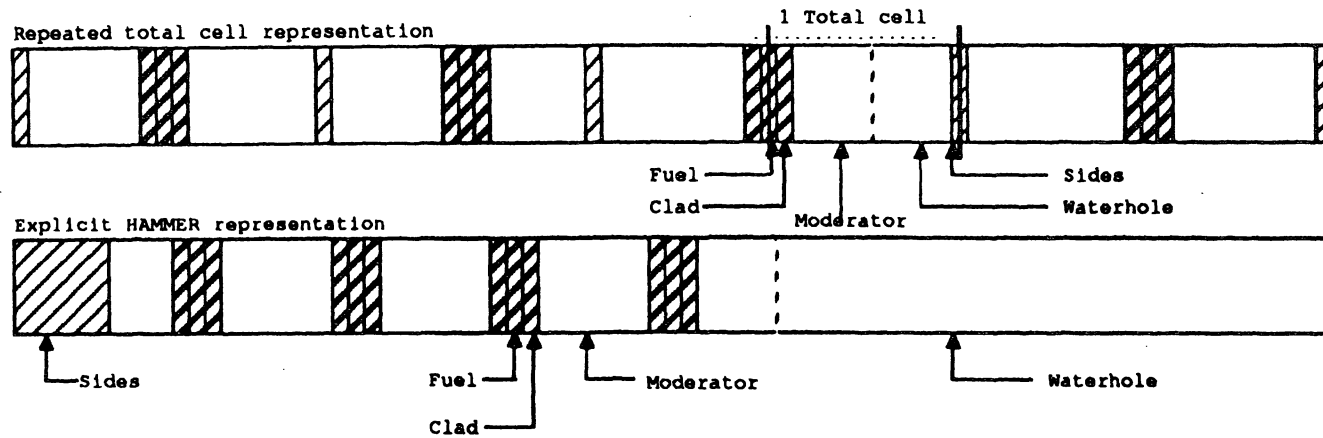 1 Total cell
Repeated total cell representation
Fuel
Sides
Clad
Waterhole
Moderator
Explicit HAMMER representation
Sides
Fuel
Moderator
Waterhole
Clad